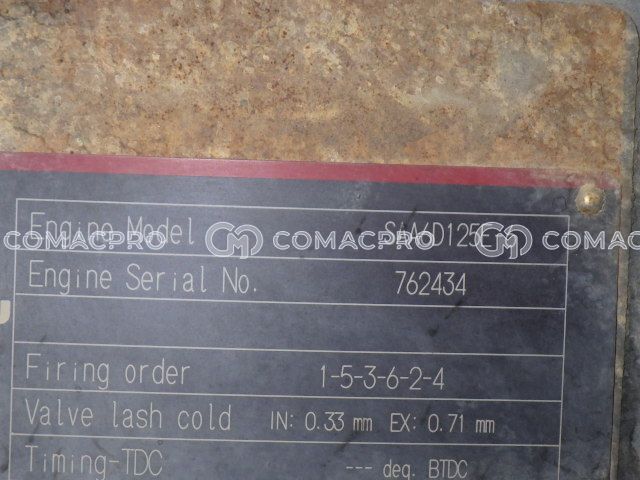 Engine Model SAA6D125E
COMACPRO COMACPRO COMACPRO
Engine Serial No. 762434
Firing order 1-5-3-6-2-4
Valve lash cold IN: 0.33 mm EX: 0.71 mm
Timing-TDC --- deg. BTDC